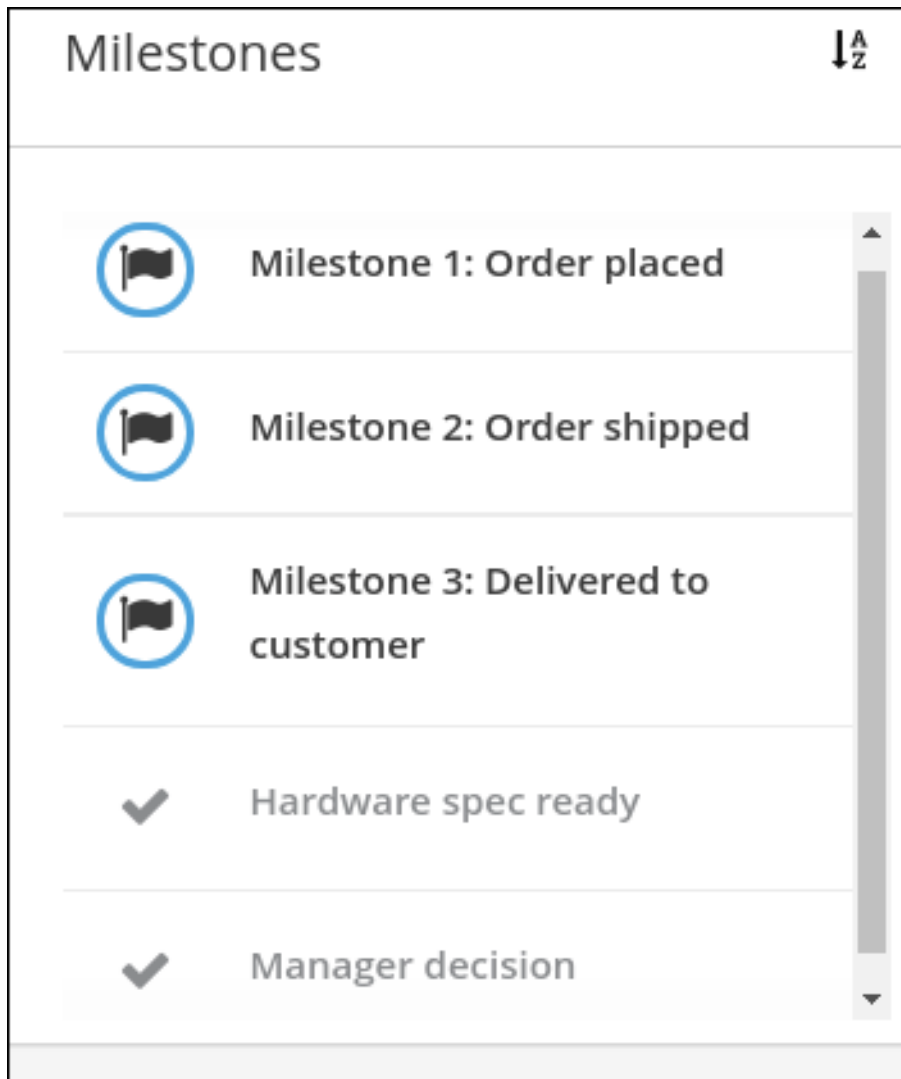 Milestones
A
Z
Milestone 1: Order placed
Milestone 2: Order shipped
Milestone 3: Delivered to
customer
Hardware spec ready
Manager decision